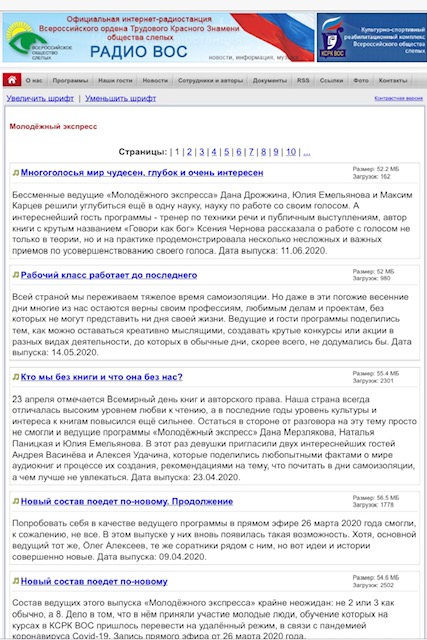 Официальная интернет-радиостанция
Всероссийского ордена Трудового Красного Знамени
общества слепых
РАДИО ВОС
новости, информация, му
ВСЕРОССИЙСКОЕ
ОБЩЕСТВО
СЛЕПЫХ
КСРК ВОС
Культурно-спортивный
реабилитационный комплекс
Всероссийского общества
слепых
О нас Программы Наши гости Новости Сотрудники и авторы Документы RSS Ссылки Фото Контакты
Увеличить шрифт | Уменьшить шрифт
Контрастная версия
Молодёжный экспресс
Страницы: | 1 | 2 | 3 | 4 | 5 | 6 | 7 | 8 | 9 | 10 | ...
Многоголосья мир чудесен, глубок и очень интересен
Размер: 52.2 МБ
Загрузок: 162
Бессменные ведущие «Молодёжного экспресса» Дана Дрожжина, Юлия Емельянова и Максим
Карцев решили углубиться ещё в одну науку, науку по работе со своим голосом. А
интереснейший гость программы - тренер по технике речи и публичным выступлениям, автор
книги с крутым названием «Говори как бог» Ксения Чернова рассказала о работе с голосом не
только в теории, но и на практике продемонстрировала несколько несложных и важных
приемов по усовершенствованию своего голоса. Дата выпуска: 11.06.2020.
Рабочий класс работает до последнего
Размер: 52 МБ
Загрузок: 980
Всей страной мы переживаем тяжелое время самоизоляции. Но даже в эти погожие весенние
дни многие из нас остаются верны своим профессиям, любимым делам и проектам, без
которых не могут представить ни дня своей жизни. Ведущие и гости программы поделились
тем, как можно оставаться креативно мыслящими, создавать крутые конкурсы или акции в
разных видах деятельности, до которых в обычные дни, скорее всего, не додумались бы. Дата
выпуска: 14.05.2020.
Кто мы без книги и что она без нас?
Размер: 55.4 МБ
Загрузок: 2301
23 апреля отмечается Всемирный день книг и авторского права. Наша страна всегда
отличалась высоким уровнем любви к чтению, а в последние годы уровень культуры и
интереса к книгам повысился ещё сильнее. Остаться в стороне от разговора на эту тему просто
не смогли и ведущие программы «Молодёжный экспресс» Дана Мерзлякова, Наталья
Паницкая и Юлия Емельянова. В этот раз девушки пригласили двух интереснейших гостей
Андрея Васинёва и Алексея Удачина, которые поделились любопытными фактами о мире
аудиокниг и процессе их создания, рекомендациями на тему, что почитать в дни самоизоляции,
а чем лучше не увлекаться. Дата выпуска: 23.04.2020.
Новый состав поедет по-новому. Продолжение
Размер: 56.5 МБ
Загрузок: 1778
Попробовать себя в качестве ведущего программы в прямом эфире 26 марта 2020 года смогли,
к сожалению, не все. В этом выпуске у них вновь появилась такая возможность. Хотя, основной
ведущий тот же, Олег Алексеев, те же соратники рядом с ним, но вот идеи и истории
совершенно новые. Дата выпуска: 09.04.2020.
Новый состав поедет по-новому
Размер: 54.6 МБ
Загрузок: 2502
Состав ведущих этого выпуска «Молодёжного экспресса» крайне неожидан: не 2 или 3 как
обычно, а 8. Дело в том, что в нём приняли участие молодые люди, обучение которых на
курсах в КСРК ВОС пришлось перевести на удалённый режим, в связи с пандемией
коронавируса Covid-19. Запись прямого эфира от 26 марта 2020 года.